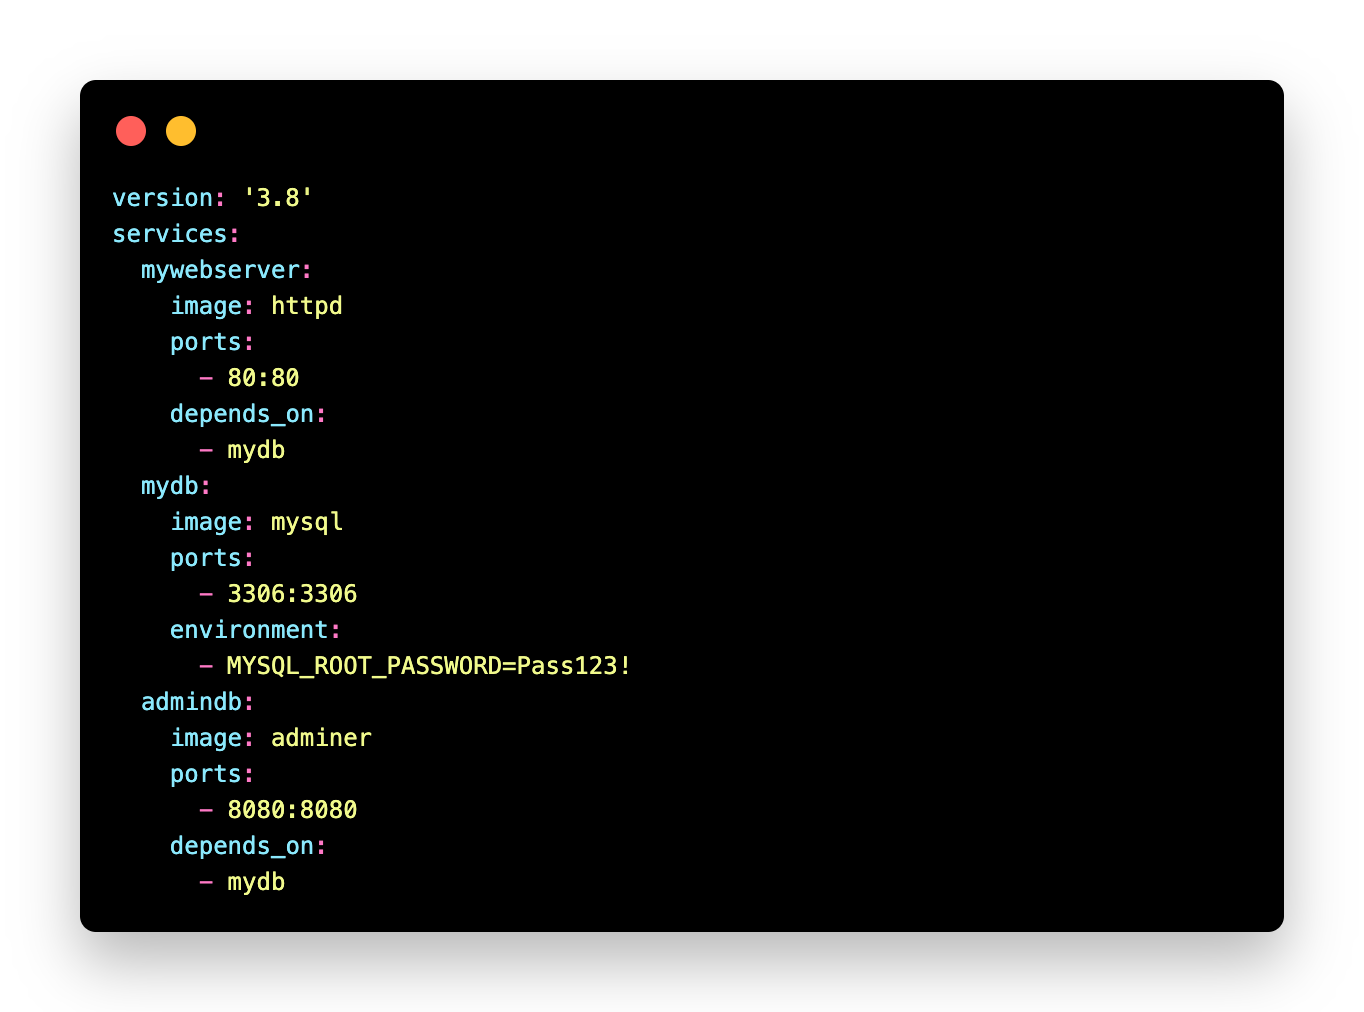 version: '3.8'
services:
  mywebserver:
    image: httpd
    ports:
      - 80:80
    depends_on:
      - mydb
  mydb:
    image: mysql
    ports:
      - 3306:3306
    environment:
      - MYSQL_ROOT_PASSWORD=Pass123!
  admindb:
    image: adminer
    ports:
      - 8080:8080
    depends_on:
      - mydb